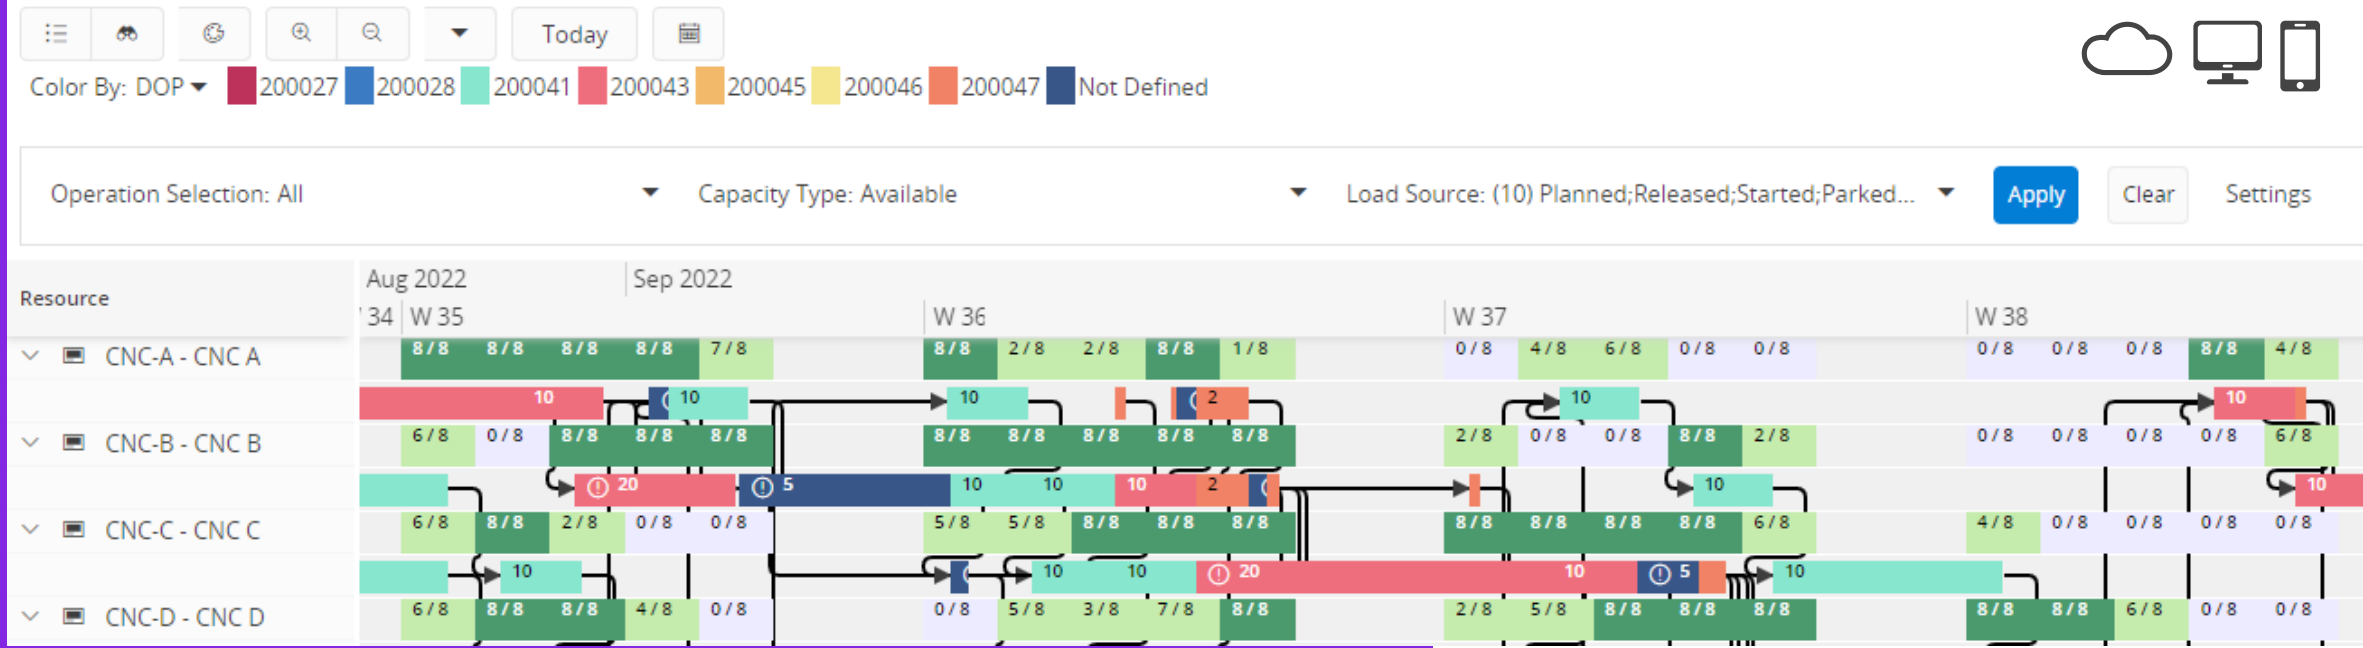 Today
Color By: DOP 200027 200028 200041 200043 200045 200046 200047 Not Defined
Operation Selection: All Capacity Type: Available Load Source: (10) Planned;Released;Started;Parked... Apply Clear Settings
Resource Aug 2022 Sep 2022
34 W 35 W 36 W 37 W 38
CNC-A - CNC A 8/8 8/8 8/8 8/8 7/8 8/8 2/8 2/8 8/8 1/8 0/8 4/8 6/8 0/8 0/8 0/8 0/8 0/8 8/8 4/8
10 10 10 2 10 10
CNC-B - CNC B 6/8 0/8 8/8 8/8 8/8 8/8 8/8 8/8 8/8 8/8 2/8 0/8 0/8 8/8 2/8 0/8 0/8 0/8 0/8 6/8
20 5 10 10 10 2 10 10
CNC-C - CNC C 6/8 8/8 2/8 0/8 0/8 5/8 5/8 8/8 8/8 8/8 8/8 8/8 8/8 8/8 6/8 4/8 0/8 0/8 0/8 0/8
10 10 10 20 10 5 10
CNC-D - CNC D 6/8 8/8 8/8 4/8 0/8 0/8 5/8 3/8 7/8 8/8 2/8 5/8 8/8 8/8 8/8 8/8 8/8 6/8 0/8 0/8